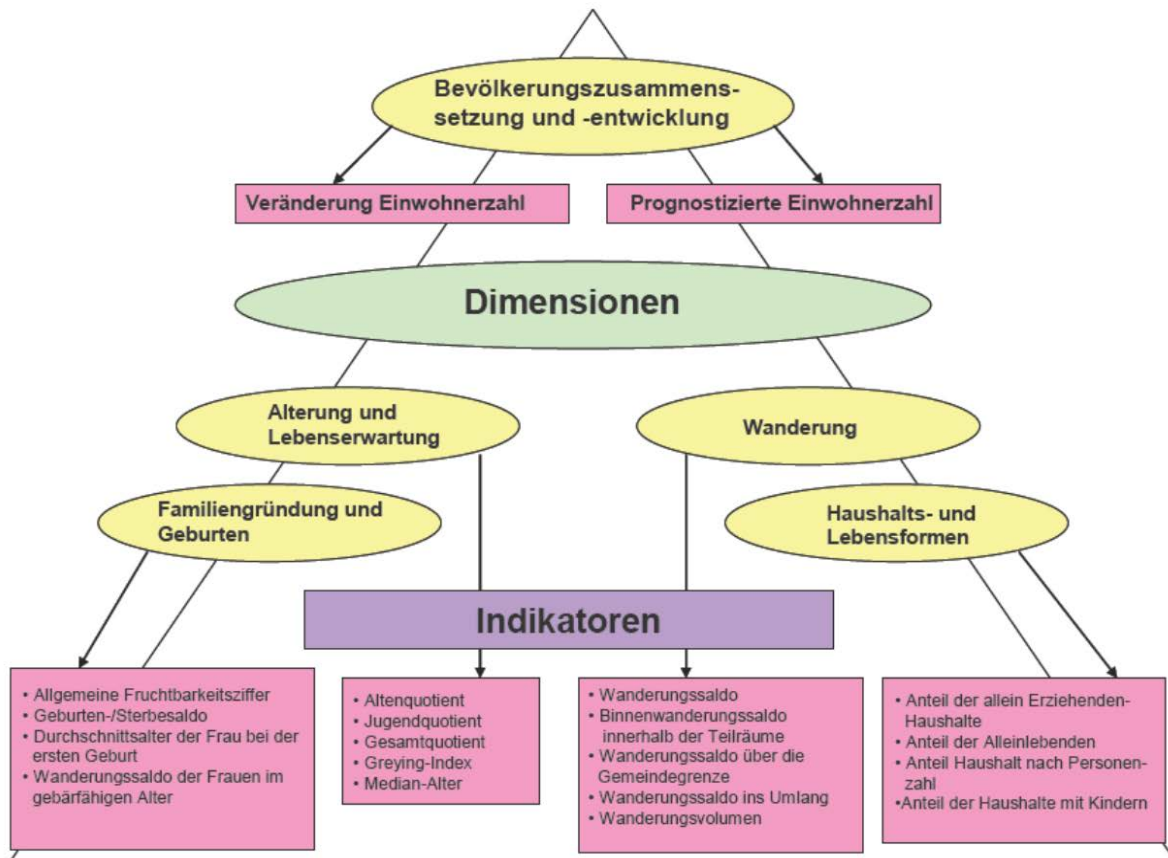 Bevölkerungszusammens-
setzung und -entwicklung
Veränderung Einwohnerzahl
Prognostizierte Einwohnerzahl
Dimensionen
Alterung und
Lebenserwartung
Wanderung
Familiengründung und
Geburten
Haushalts- und
Lebensformen
Indikatoren
• Allgemeine Fruchtbarkeitsziffer
• Geburten-/Sterbesaldo
• Durchschnittsalter der Frau bei der
ersten Geburt
• Wanderungssaldo der Frauen im
gebärfähigen Alter
• Altenquotient
• Jugendquotient
• Gesamtquotient
• Greying-Index
• Median-Alter
• Wanderungssaldo
• Binnenwanderungssaldo
innerhalb der Teilräume
• Wanderungssaldo über die
Gemeindegrenze
• Wanderungssaldo ins Umlang
• Wanderungsvolumen
• Anteil der allein Erziehenden-
Haushalte
• Anteil der Alleinlebenden
• Anteil Haushalt nach Personen-
zahl
•Anteil der Haushalte mit Kindern